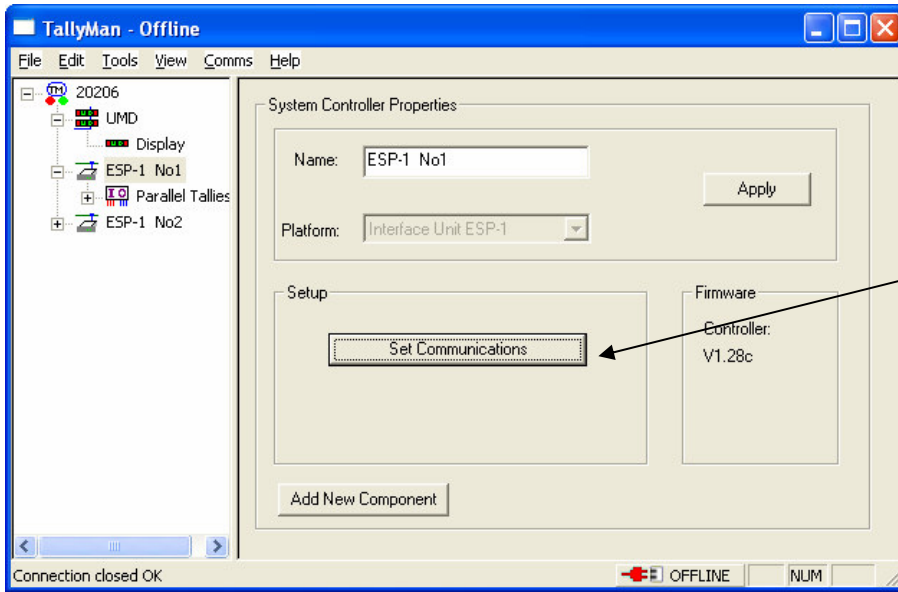 TallyMan - Offline
File Edit Tools View Comms Help
20206
UMD
Display
ESP-1 No1
Parallel Tallies
ESP-1 No2
System Controller Properties
Name: ESP-1 No1
Apply
Platform: Interface Unit ESP-1
Setup
Set Communications
Firmware
Controller:
V1.28c
Add New Component
Connection closed OK
OFFLINE
NUM